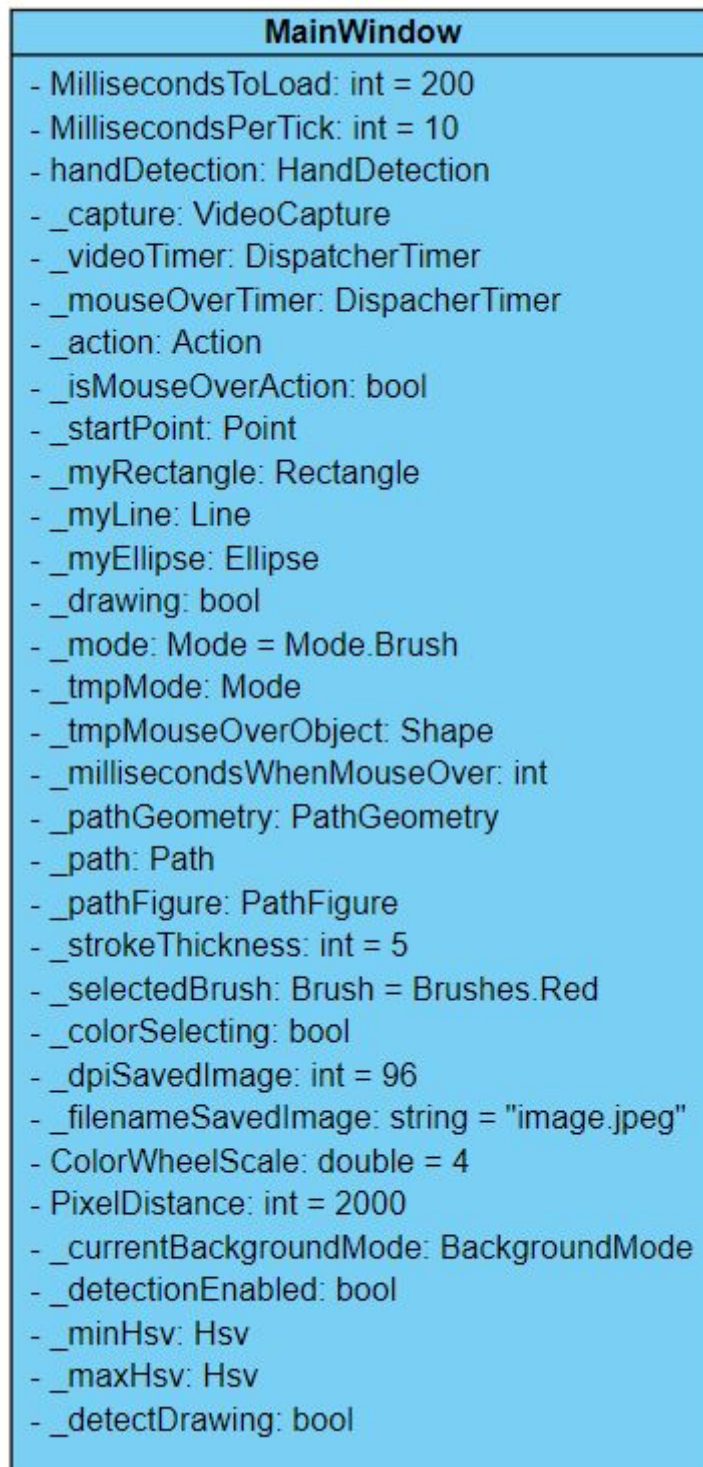 MainWindow
- MillisecondsToLoad: int = 200
- MillisecondsPerTick: int = 10
- handDetection: HandDetection
- _capture: VideoCapture
- _videoTimer: DispatcherTimer
- _mouseOverTimer: DispacherTimer
- _action: Action
- _isMouseOverAction: bool
- _startPoint: Point
- _myRectangle: Rectangle
- _myLine: Line
- _myEllipse: Ellipse
- _drawing: bool
- _mode: Mode = Mode.Brush
- _tmpMode: Mode
- _tmpMouseOverObject: Shape
- _millisecondsWhenMouseOver: int
- _pathGeometry: PathGeometry
- _path: Path
- _pathFigure: PathFigure
- _strokeThickness: int = 5
- _selectedBrush: Brush = Brushes.Red
- _colorSelecting: bool
- _dpiSavedImage: int = 96
- _filenameSavedImage: string = "image.jpeg"
- ColorWheelScale: double = 4
- PixelDistance: int = 2000
- _currentBackgroundMode: BackgroundMode
- _detectionEnabled: bool
- _minHsv: Hsv
- _maxHsv: Hsv
- _detectDrawing: bool